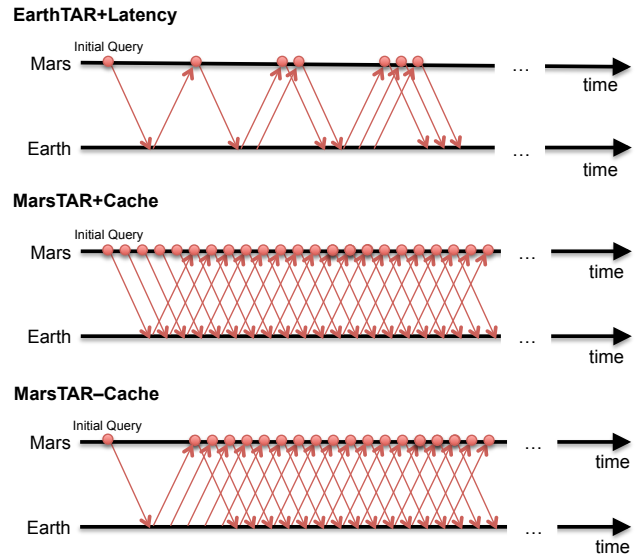 EarthTAR+Latency
Initial Query
Mars
...
time
Earth
...
time
MarsTAR+Cache
Initial Query
Mars
...
time
Earth
...
time
MarsTAR–Cache
Initial Query
Mars
...
time
Earth
...
time